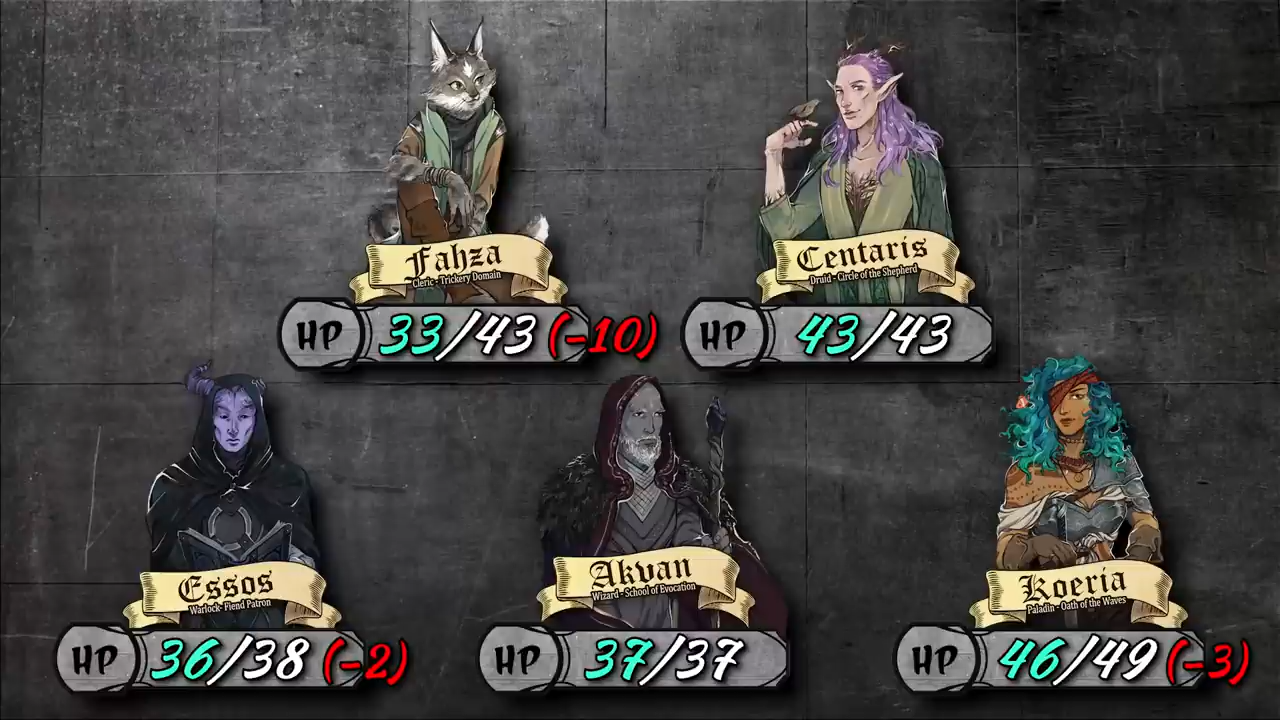 Fahza
Cleric - Trickery Domain
HP 33/43 (-10)
Centaris
Druid - Circle of the Shepherd
HP 43/43
Essos
Warlock- Fiend Patron
HP 36/38 (-2)
Akvan
Wizard - School of Evocation
HP 37/37
Koeria
Paladin - Oath of the Waves
HP 46/49 (-3)